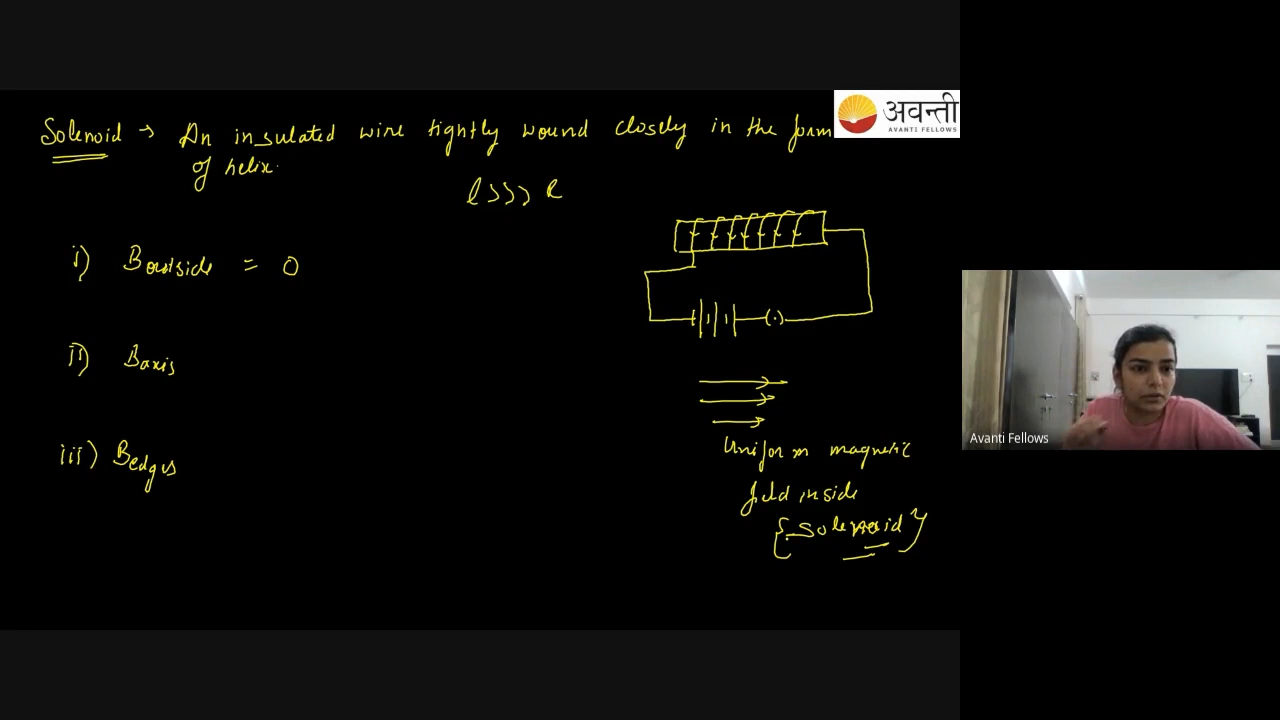 Solenoid → An insulated wire tightly wound closely in the form
of helix.
l >>> R
i) Boutside = 0
ii) Baxis
iii) Bedges
Uniform magnetic
field inside
{Solenoid}
अवन्ती
AVANTI FELLOWS
Avanti Fellows